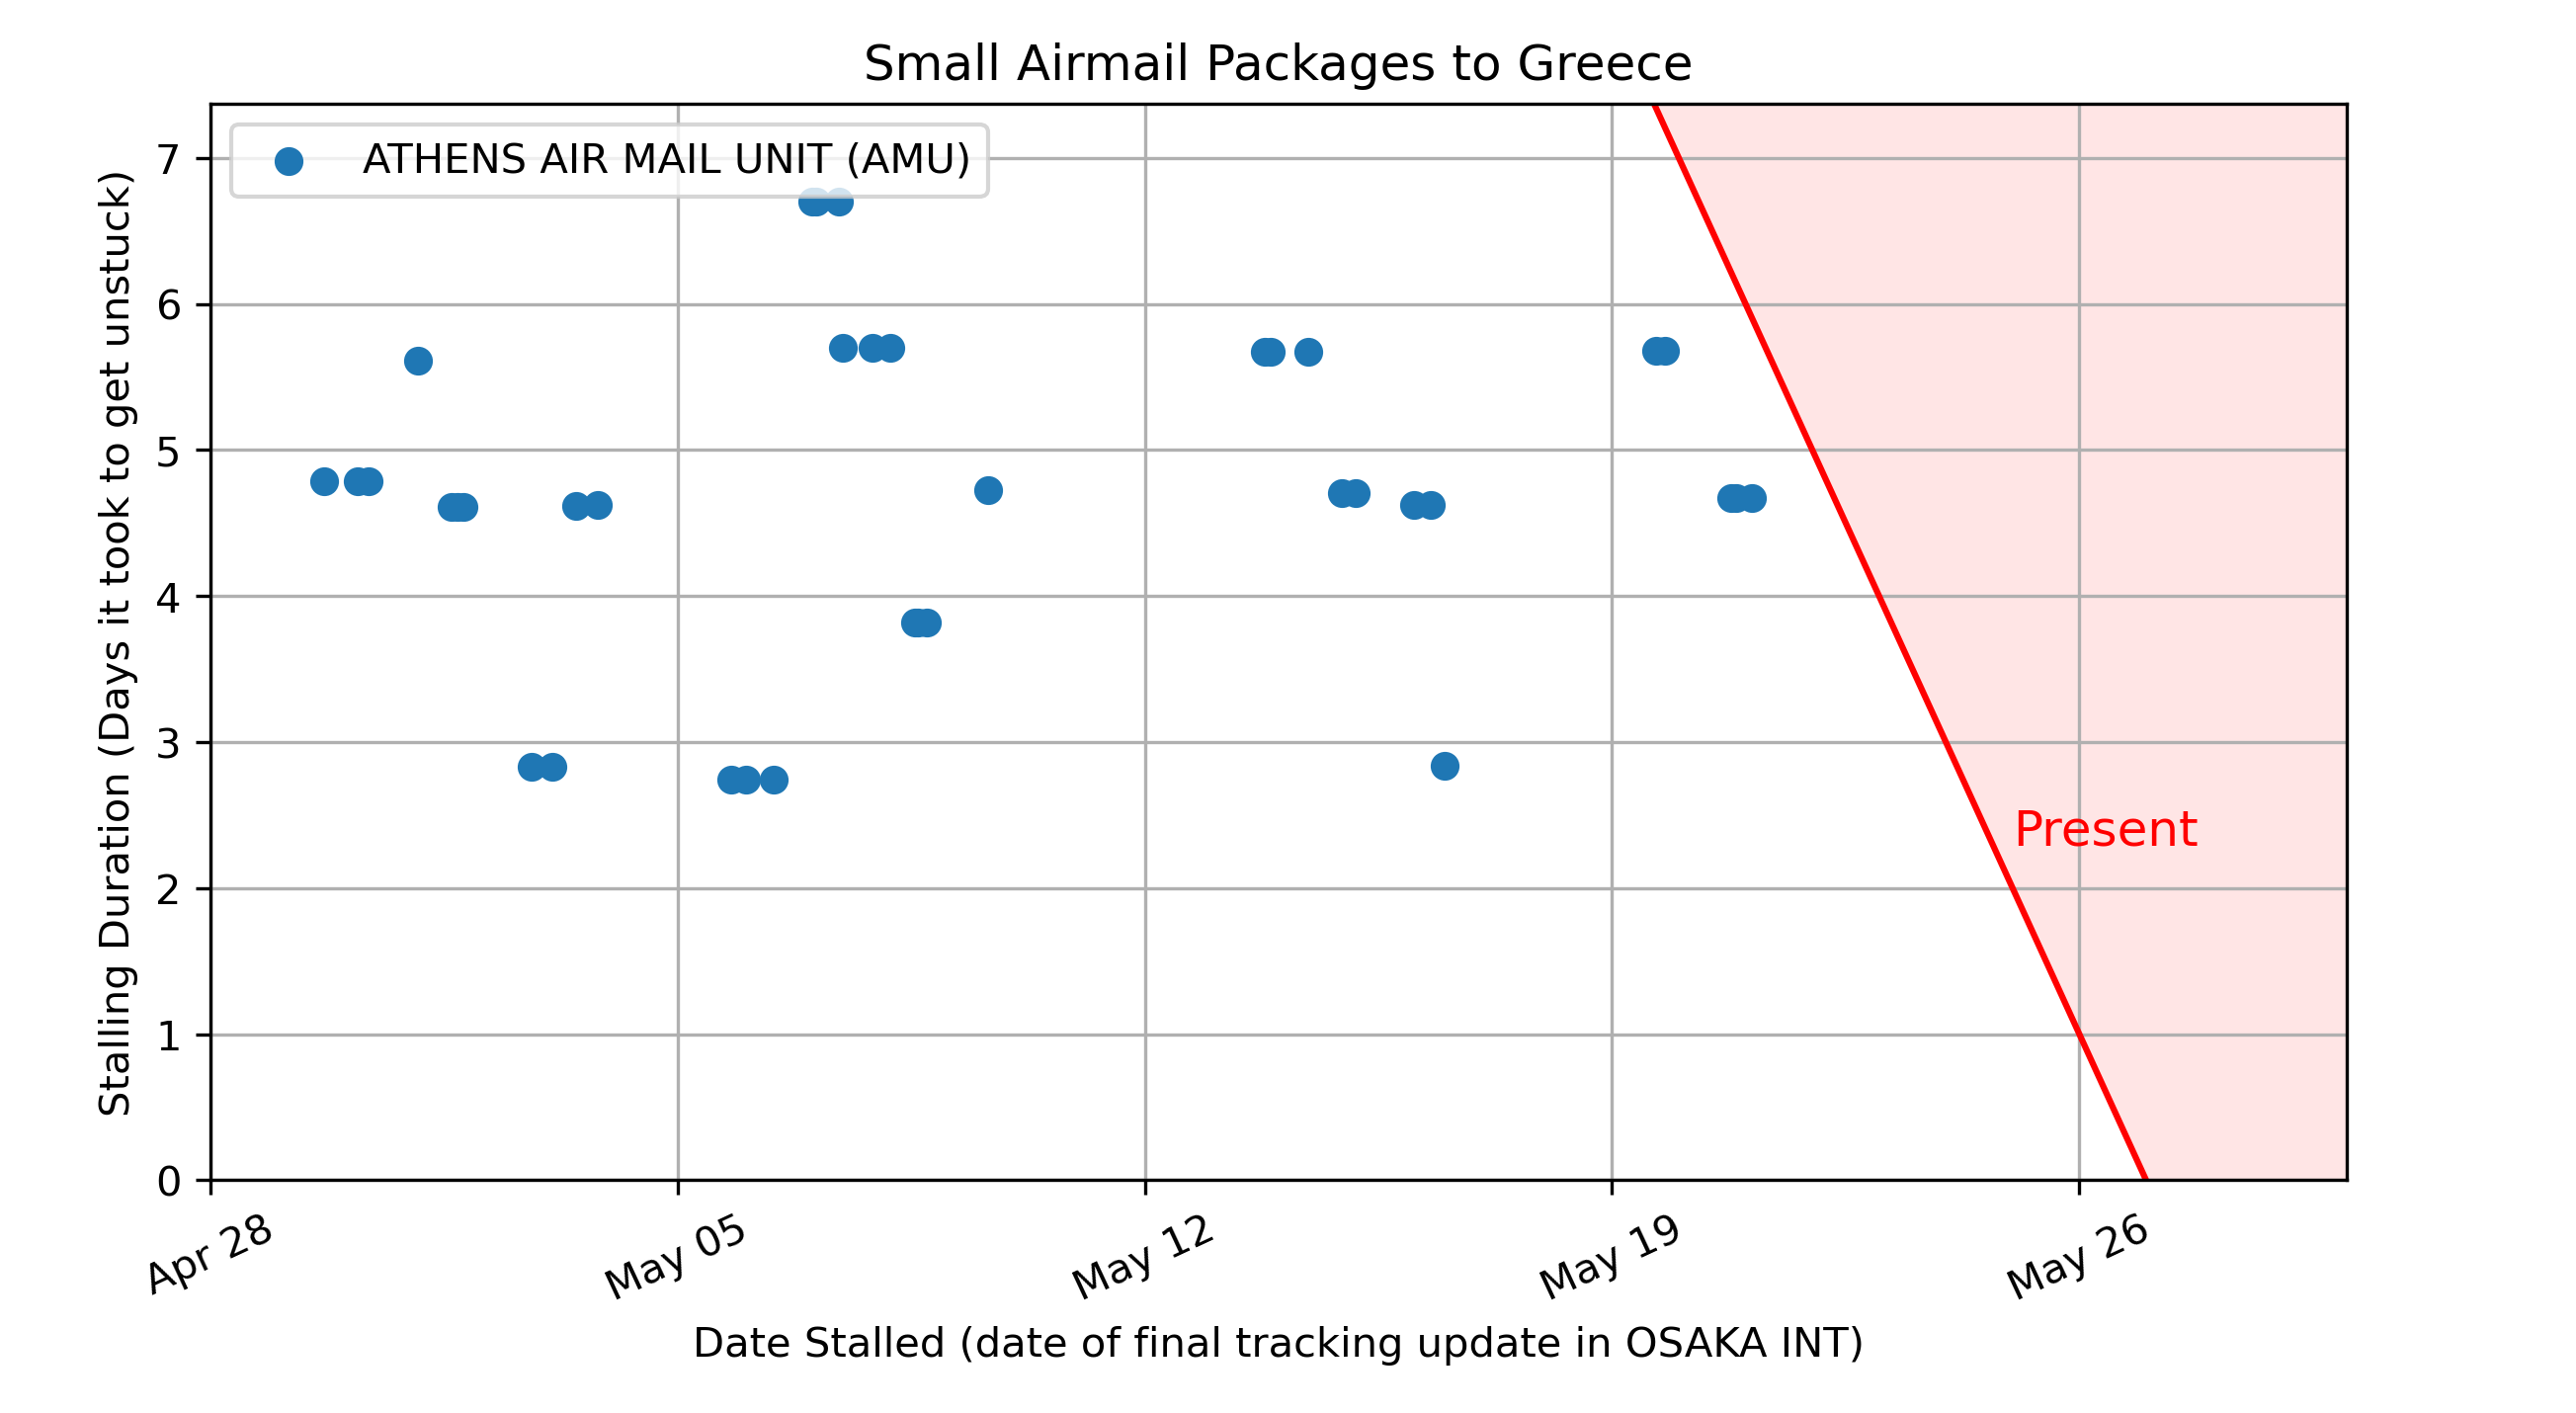 Small Airmail Packages to Greece
ATHENS AIR MAIL UNIT (AMU)
Stalling Duration (Days it took to get unstuck)
7
6
5
4
3
2
1
0
Present
Apr 28
May 05
May 12
May 19
May 26
Date Stalled (date of final tracking update in OSAKA INT)